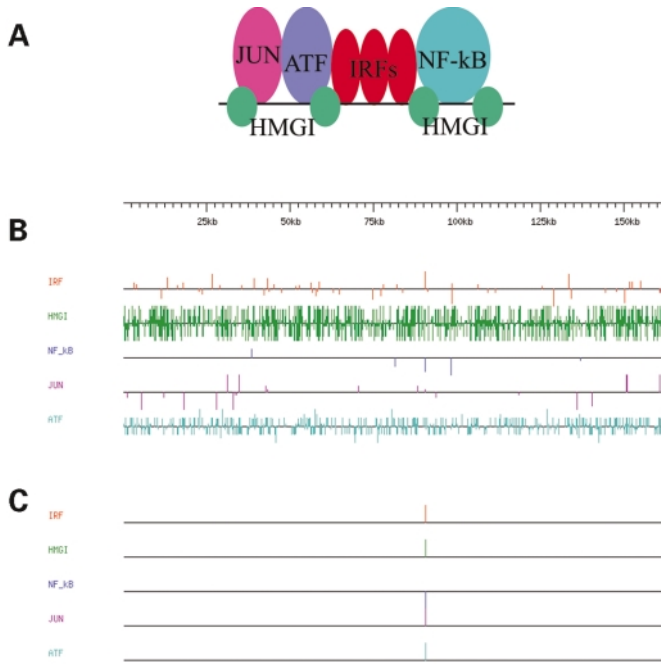 A
JUN ATF IRFs NF-kB
HMGI HMGI
25kb 50kb 75kb 100kb 125kb 150kb
B
IRF
HMGI
NF_kB
JUN
ATF
C
IRF
HMGI
NF_kB
JUN
ATF